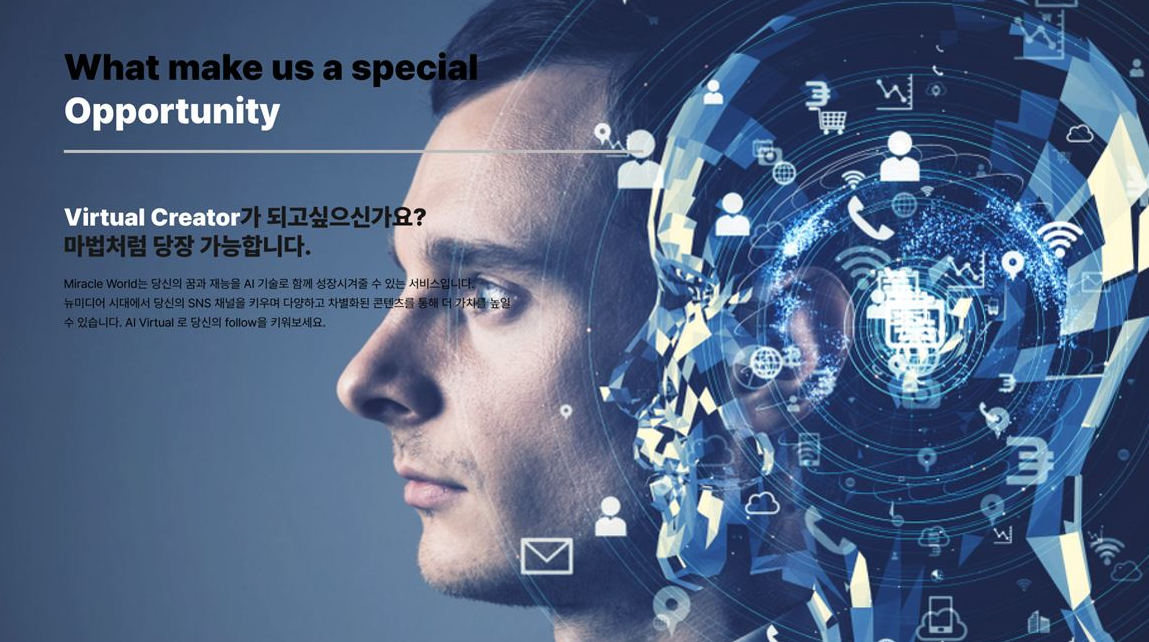 What make us a special
Opportunity
Virtual Creator가 되고싶으신가요?
마법처럼 당장 가능합니다.
Miracle World는 당신의 꿈과 재능을 AI 기술로 함께 성장시켜줄 수 있는 서비스입니다.
뉴미디어 시대에서 당신의 SNS 채널을 키우며 다양하고 차별화된 콘텐츠를 통해 더 가치를 높일
수 있습니다. AI Virtual 로 당신의 follow을 키워보세요.